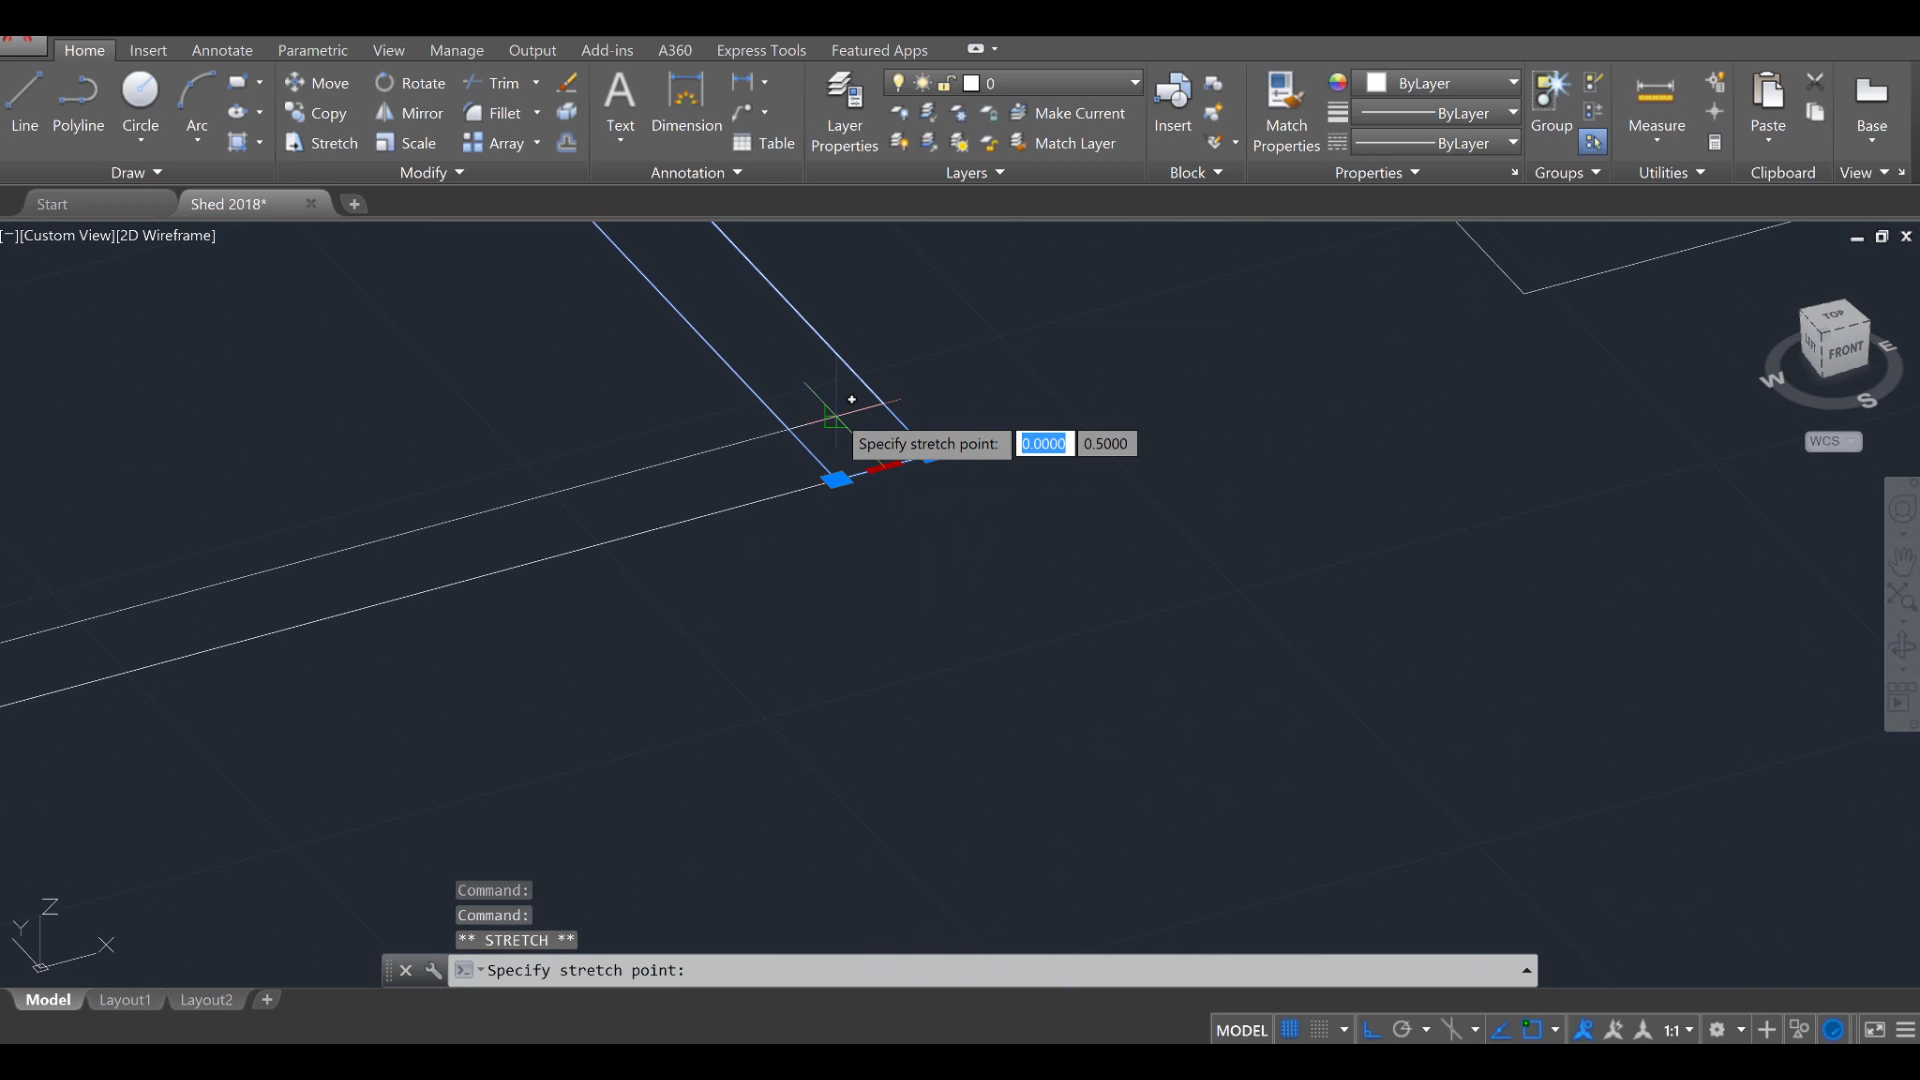 Home Insert Annotate Parametric View Manage Output Add-ins A360 Express Tools Featured Apps
Move Rotate Trim 0 ByLayer
Copy Mirror Fillet Make Current ByLayer
Line Polyline Circle Arc Text Dimension Layer Insert Match Group Measure Paste Base
Stretch Scale Array Table Properties Match Layer Properties ByLayer
Draw Modify Annotation Layers Block Properties Groups Utilities Clipboard View
Start Shed 2018*
[−][Custom View][2D Wireframe]
TOP
FRONT E
W
S
WCS
Specify stretch point: 0.0000 0.5000
Command:
Command:
** STRETCH **
Z
Y X
Specify stretch point:
Model Layout1 Layout2
MODEL 1:1